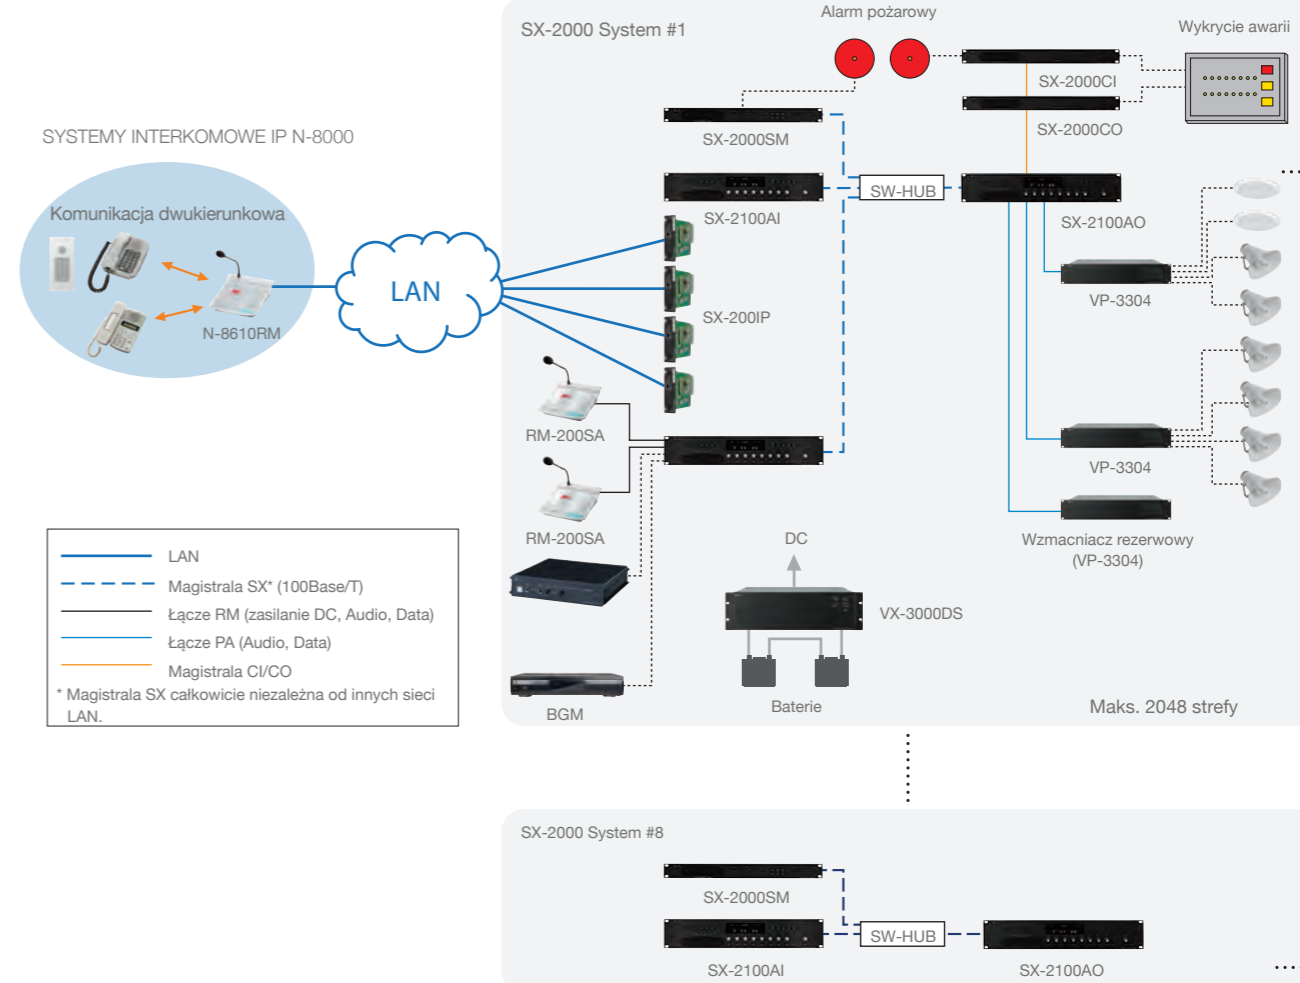 SX-2000 System #1
Alarm pożarowy
Wykrycie awarii
SX-2000CI
SX-2000CO
SX-2000SM
SYSTEMY INTERKOMOWE IP N-8000
Komunikacja dwukierunkowa
N-8610RM
LAN
SX-2100AI
SW-HUB
SX-2100AO
VP-3304
SX-200IP
RM-200SA
RM-200SA
VP-3304
Wzmacniacz rezerwowy
(VP-3304)
DC
VX-3000DS
Baterie
BGM
Maks. 2048 strefy
LAN
Magistrala SX* (100Base/T)
Łącze RM (zasilanie DC, Audio, Data)
Łącze PA (Audio, Data)
Magistrala CI/CO
* Magistrala SX całkowicie niezależna od innych sieci
LAN.
SX-2000 System #8
SX-2000SM
SX-2100AI
SW-HUB
SX-2100AO